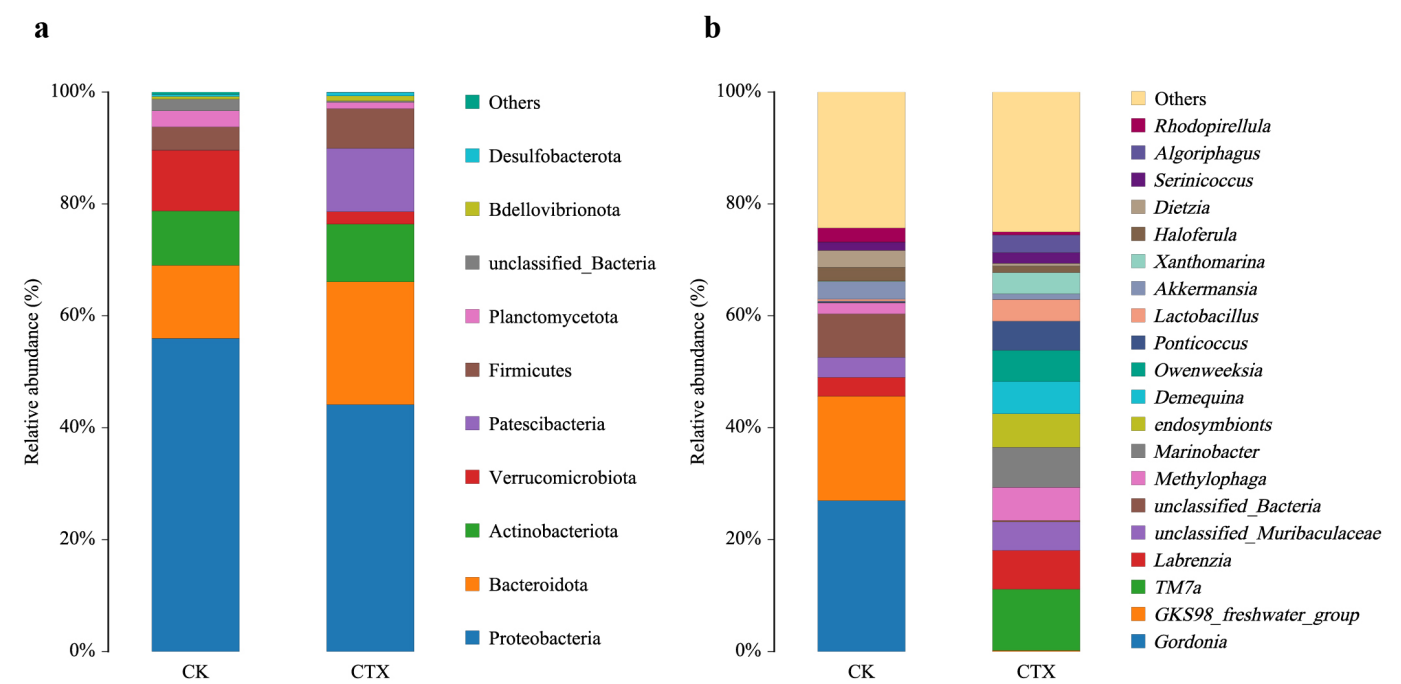 a
Relative abundance (%)
100%
80%
60%
40%
20%
0%
CK
CTX
Others
Desulfobacterota
Bdellovibrionota
unclassified_Bacteria
Planctomycetota
Firmicutes
Patescibacteria
Verrucomicrobiota
Actinobacteriota
Bacteroidota
Proteobacteria
b
Relative abundance (%)
100%
80%
60%
40%
20%
0%
CK
CTX
Others
Rhodopirellula
Algoriphagus
Serinicoccus
Dietzia
Haloferula
Xanthomarina
Akkermansia
Lactobacillus
Ponticoccus
Owenweeksia
Demequina
endosymbionts
Marinobacter
Methylophaga
unclassified_Bacteria
unclassified_Muribaculaceae
Labrenzia
TM7a
GKS98_freshwater_group
Gordonia